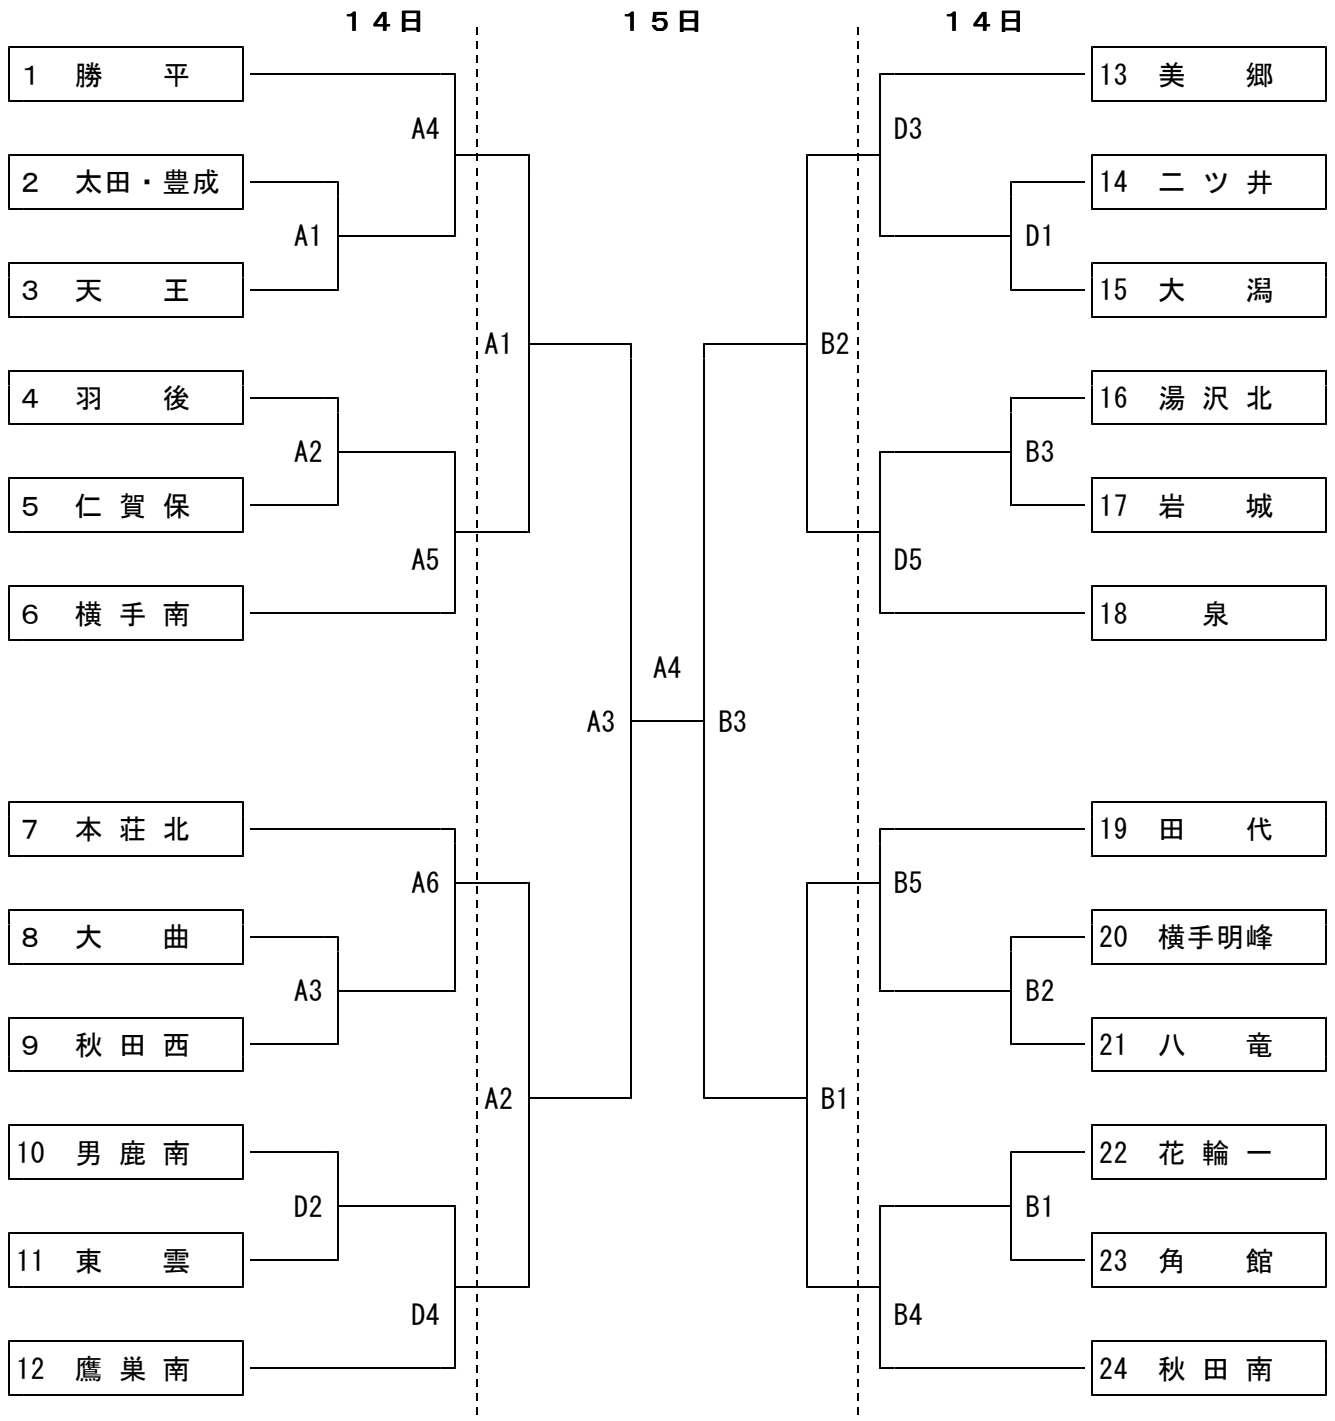 １４日 １５日 １４日
1 勝 平
13 美 郷
A4
D3
2 太田・豊成
14 二 ツ 井
A1
D1
3 天 王
15 大 潟
A1
B2
4 羽 後
16 湯 沢 北
A2
B3
5 仁 賀 保
17 岩 城
A5
D5
6 横 手 南
18 泉
A4
A3
B3
7 本 荘 北
19 田 代
A6
B5
8 大 曲
20 横手明峰
A3
B2
9 秋 田 西
21 八 竜
A2
B1
10 男 鹿 南
22 花 輪 一
D2
B1
11 東 雲
23 角 館
D4
B4
12 鷹 巣 南
24 秋 田 南